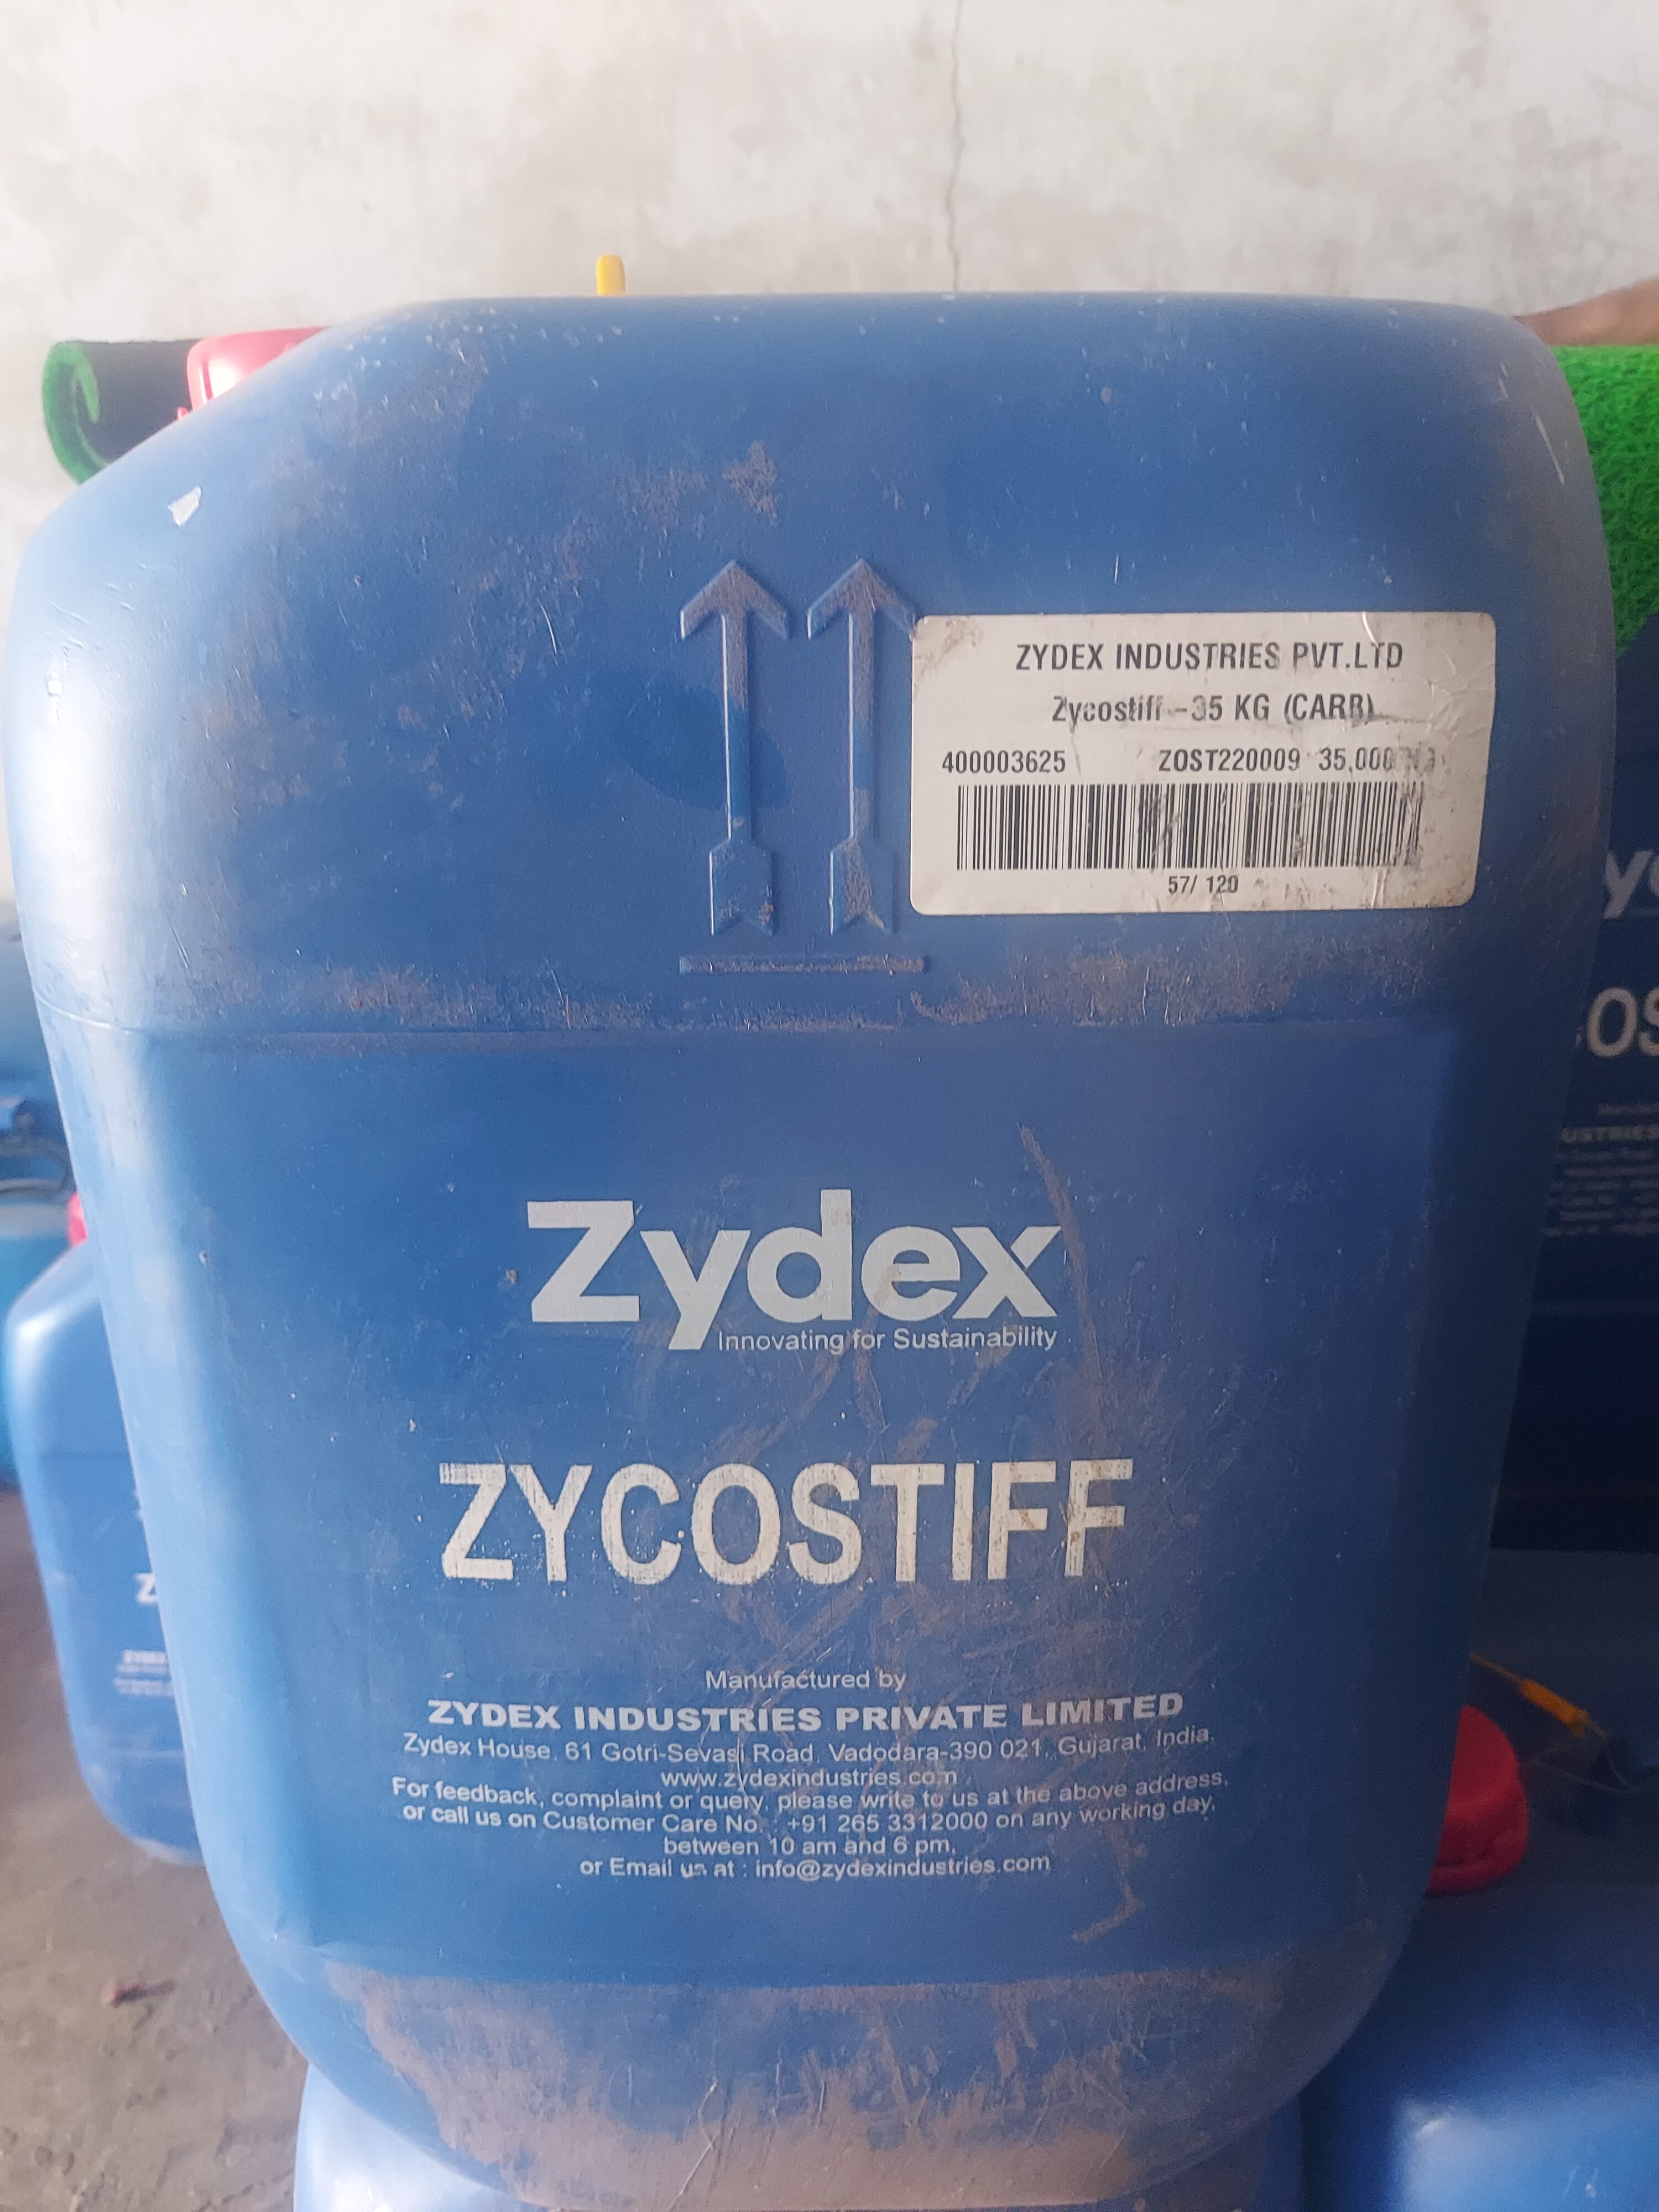 ZYDEX INDUSTRIES PVT.LTD
Zycostiff -35 KG (CARB)
400003625 ZOST220009 35,000
57/ 120
Zydex
Innovating for Sustainability
ZYCOSTIFF
Manufactured by
ZYDEX INDUSTRIES PRIVATE LIMITED
Zydex House, 61 Gotri-Sevasi Road, Vadodara-390 021, Gujarat, India.
www.zydexindustries.com
For feedback, complaint or query, please write to us at the above address,
or call us on Customer Care No. : +91 265 3312000 on any working day,
between 10 am and 6 pm,
or Email us at : info@zydexindustries.com